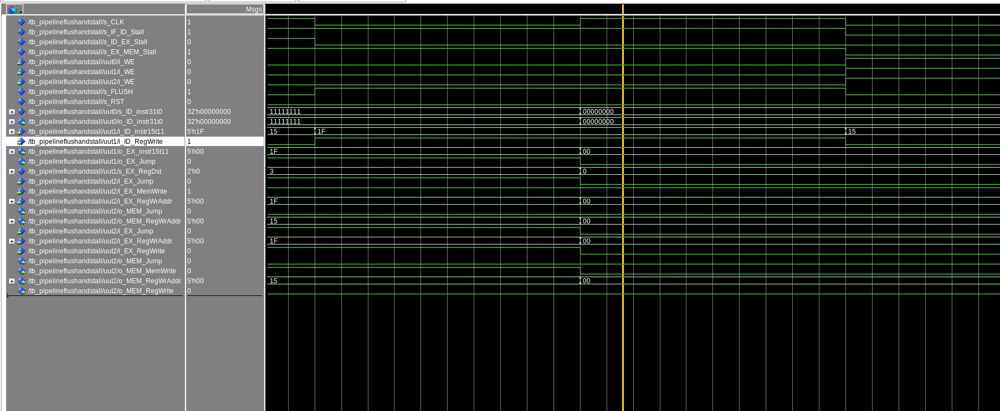 Msgs
/tb_pipelineflushandstall/s_CLK 1
/tb_pipelineflushandstall/s_IF_ID_Stall 1
/tb_pipelineflushandstall/s_ID_EX_Stall 0
/tb_pipelineflushandstall/s_EX_MEM_Stall 1
/tb_pipelineflushandstall/uut0/i_WE 0
/tb_pipelineflushandstall/uut1/i_WE 0
/tb_pipelineflushandstall/uut2/i_WE 0
/tb_pipelineflushandstall/s_FLUSH 1
/tb_pipelineflushandstall/s_RST 0
/tb_pipelineflushandstall/uut0/s_ID_instr31t0 32'h00000000 11111111 00000000
/tb_pipelineflushandstall/uut0/o_ID_instr31t0 32'h00000000 11111111 00000000
/tb_pipelineflushandstall/uut1/i_ID_instr15t11 5'h1F 15 1F 15
/tb_pipelineflushandstall/uut1/i_ID_RegWrite 1
/tb_pipelineflushandstall/uut1/o_EX_instr15t11 5'h00 1F 00
/tb_pipelineflushandstall/uut1/o_EX_Jump 0
/tb_pipelineflushandstall/uut1/s_EX_RegDst 2'h0 3 0
/tb_pipelineflushandstall/uut2/i_EX_Jump 0
/tb_pipelineflushandstall/uut2/i_EX_MemWrite 1
/tb_pipelineflushandstall/uut2/i_EX_RegWrAddr 5'h00 1F 00
/tb_pipelineflushandstall/uut2/o_MEM_Jump 0
/tb_pipelineflushandstall/uut2/o_MEM_RegWrAddr 5'h00 15 00
/tb_pipelineflushandstall/uut2/i_EX_Jump 0
/tb_pipelineflushandstall/uut2/i_EX_RegWrAddr 5'h00 1F 00
/tb_pipelineflushandstall/uut2/i_EX_RegWrite 0
/tb_pipelineflushandstall/uut2/o_MEM_Jump 0
/tb_pipelineflushandstall/uut2/o_MEM_MemWrite 0
/tb_pipelineflushandstall/uut2/o_MEM_RegWrAddr 5'h00 15 00
/tb_pipelineflushandstall/uut2/o_MEM_RegWrite 0